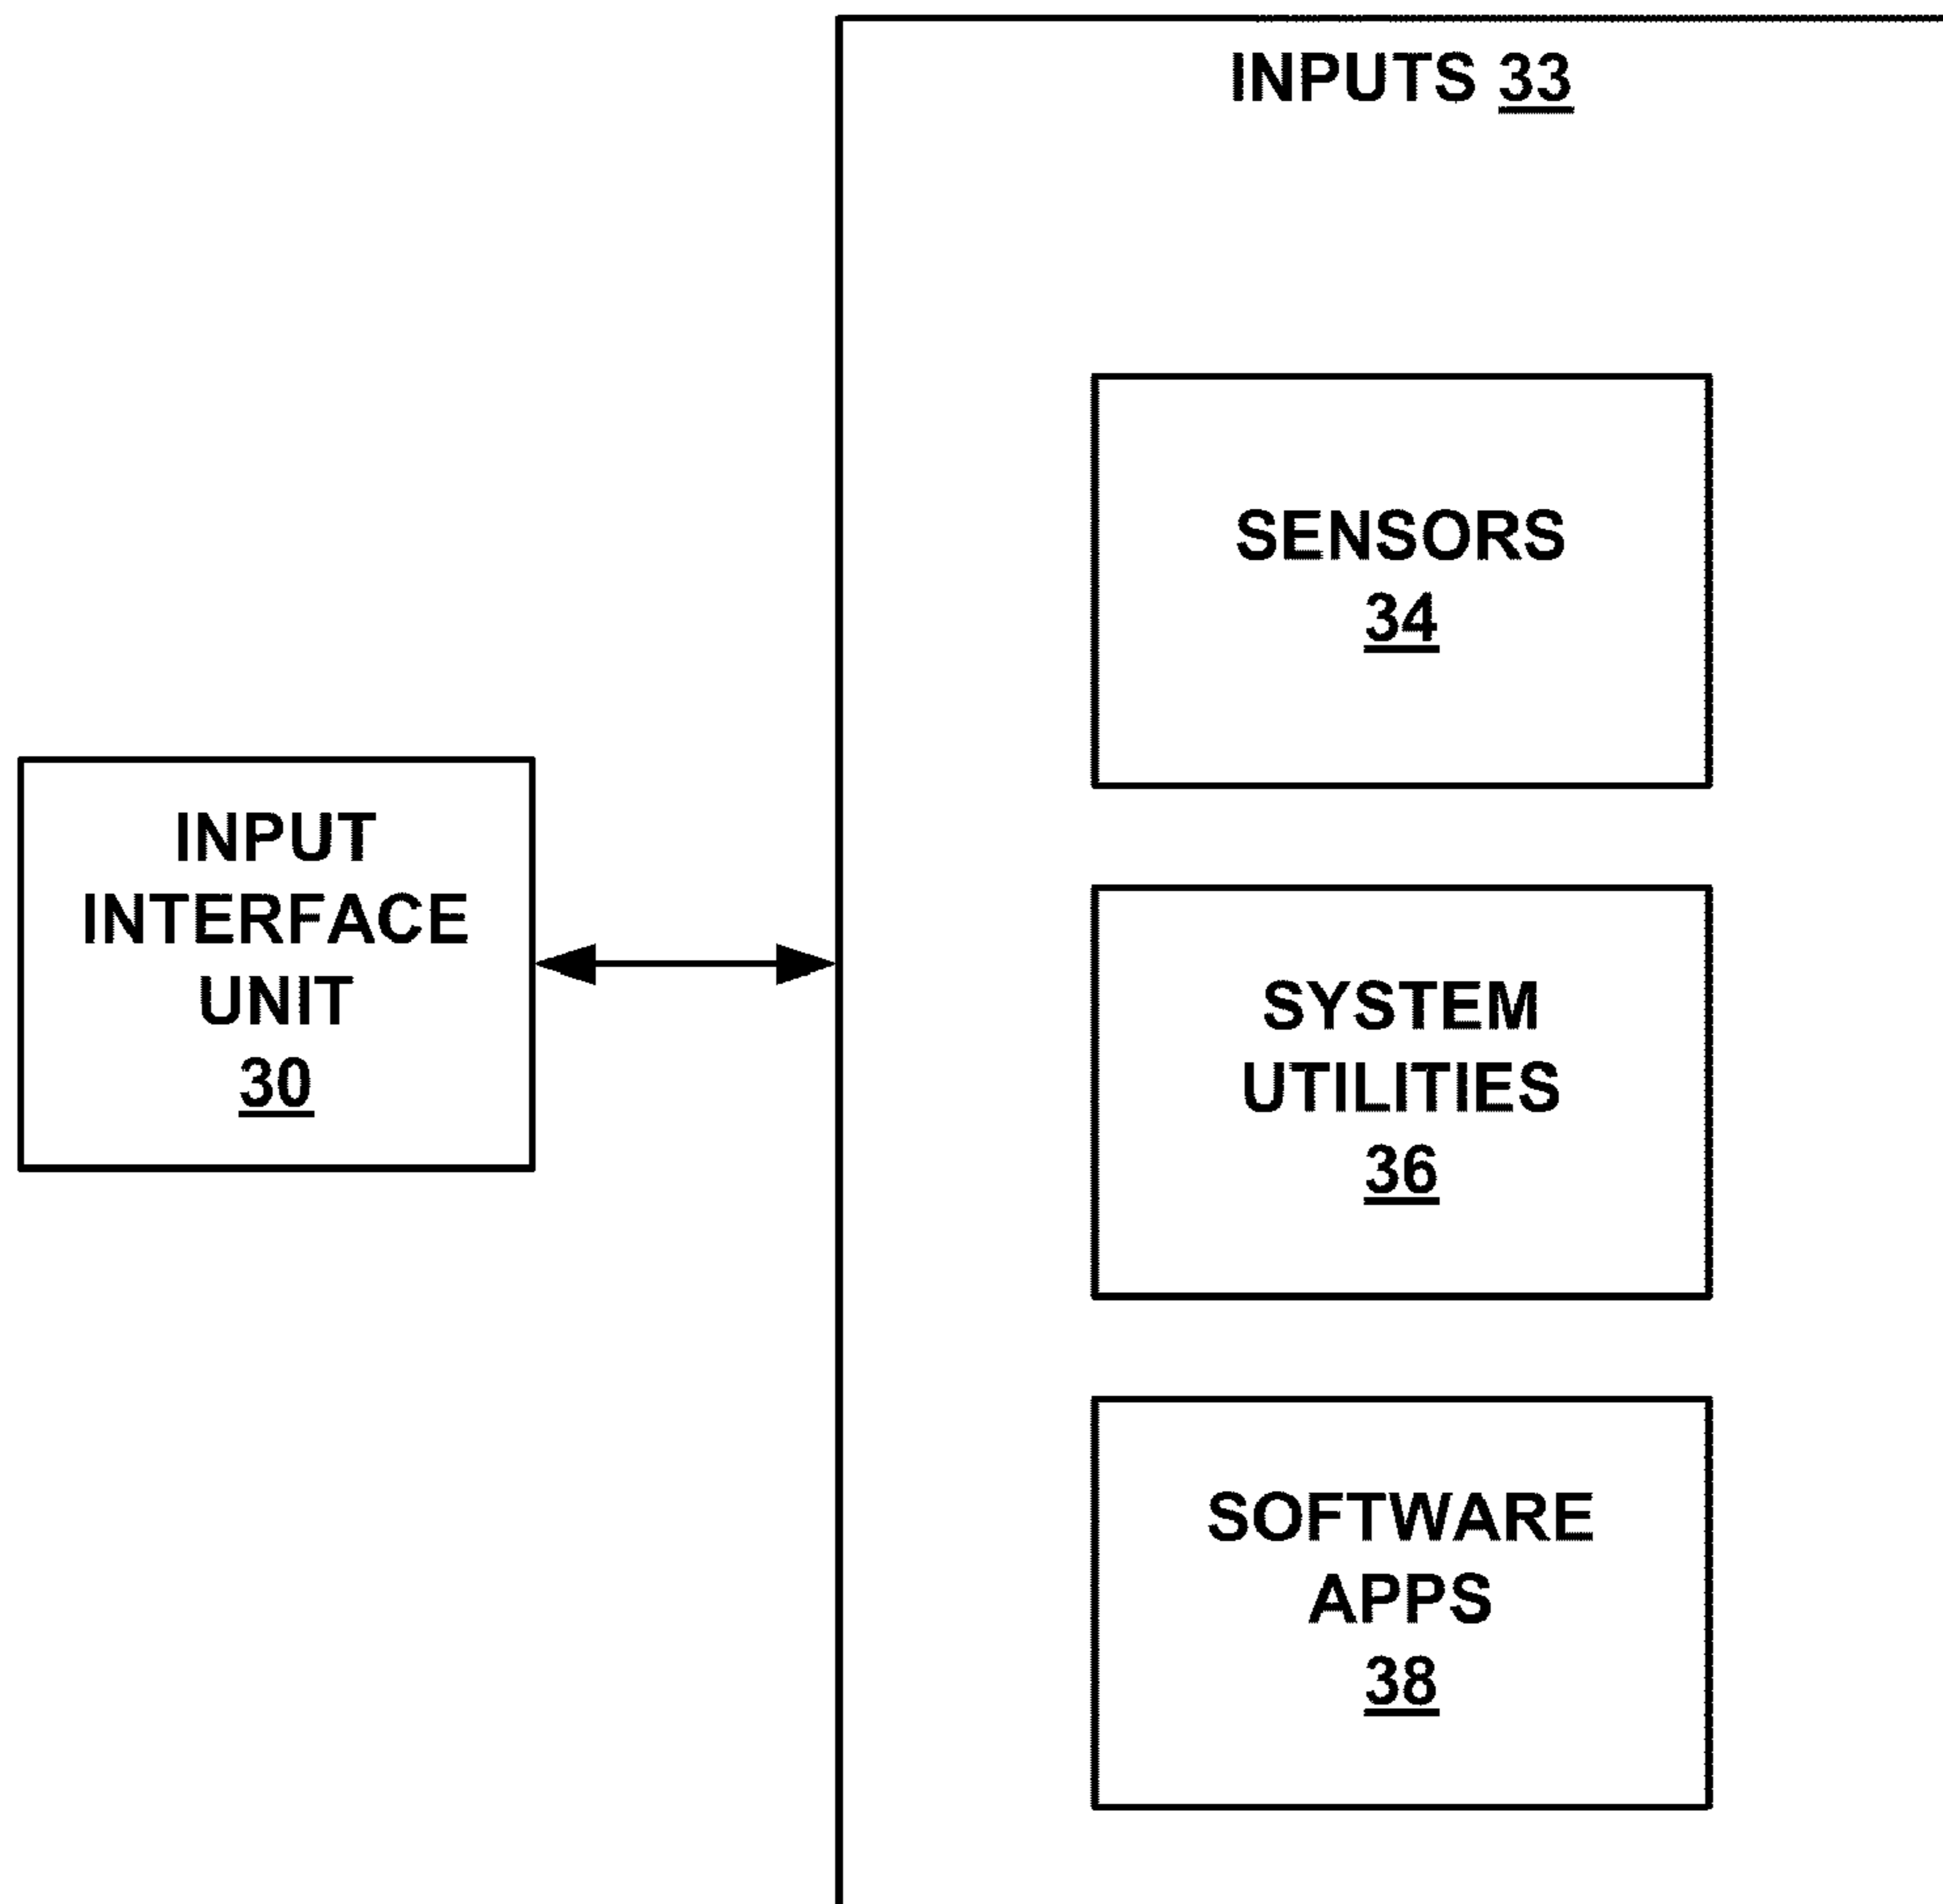 INPUTS 33
SENSORS
34
INPUT
INTERFACE
UNIT
30
SYSTEM
UTILITIES
36
SOFTWARE
APPS
38